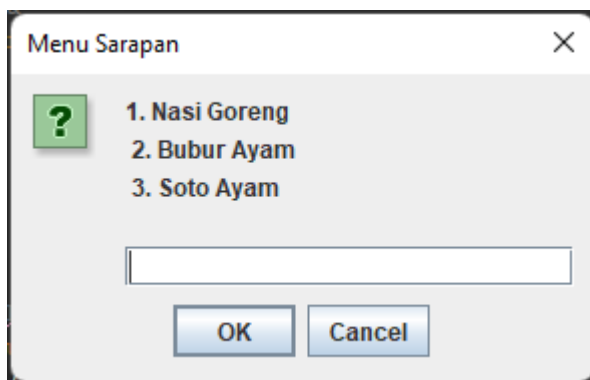 Menu Sarapan
1. Nasi Goreng
2. Bubur Ayam
3. Soto Ayam
OK
Cancel